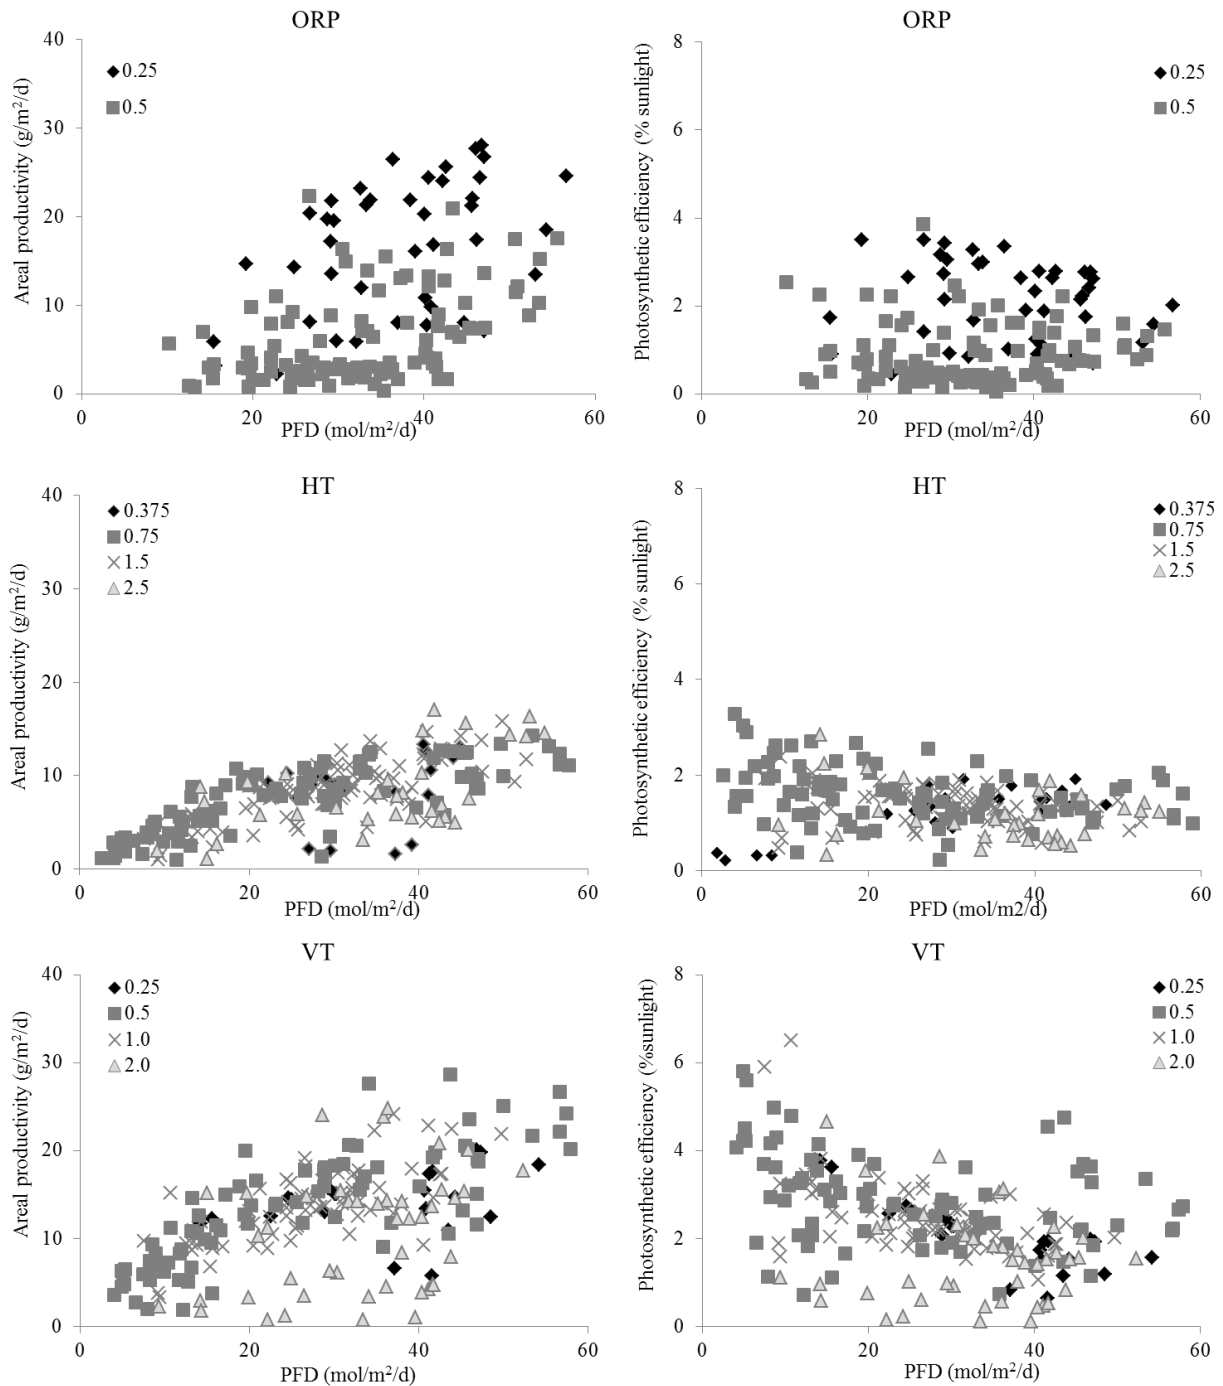 ORP
Areal productivity (g/m²/d)
40
30
20
10
0
0.25
0.5
0 20 40 60
PFD (mol/m²/d)
ORP
Photosynthetic efficiency (% sunlight)
8
6
4
2
0
0.25
0.5
0 20 40 60
PFD (mol/m²/d)
HT
Areal productivity (g/m²/d)
40
30
20
10
0
0.375
0.75
1.5
2.5
0 20 40 60
PFD (mol/m²/d)
HT
Photosynthetic efficiency (% sunlight)
8
6
4
2
0
0.375
0.75
1.5
2.5
0 20 40 60
PFD (mol/m2/d)
VT
Areal productivity (g/m²/d)
40
30
20
10
0
0.25
0.5
1.0
2.0
0 20 40 60
PFD (mol/m²/d)
VT
Photosynthetic efficiency (%sunlight)
8
6
4
2
0
0.25
0.5
1.0
2.0
0 20 40 60
PFD (mol/m²/d)